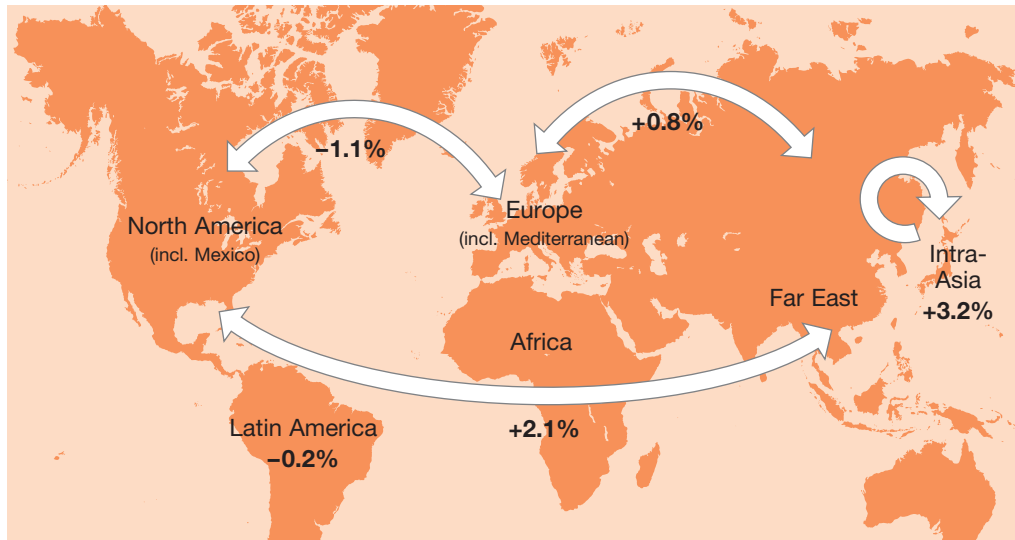 +0.8%
−1.1%
North America
(incl. Mexico)
Europe
(incl. Mediterranean)
Intra-
Asia
+3.2%
Far East
Africa
Latin America
−0.2%
+2.1%